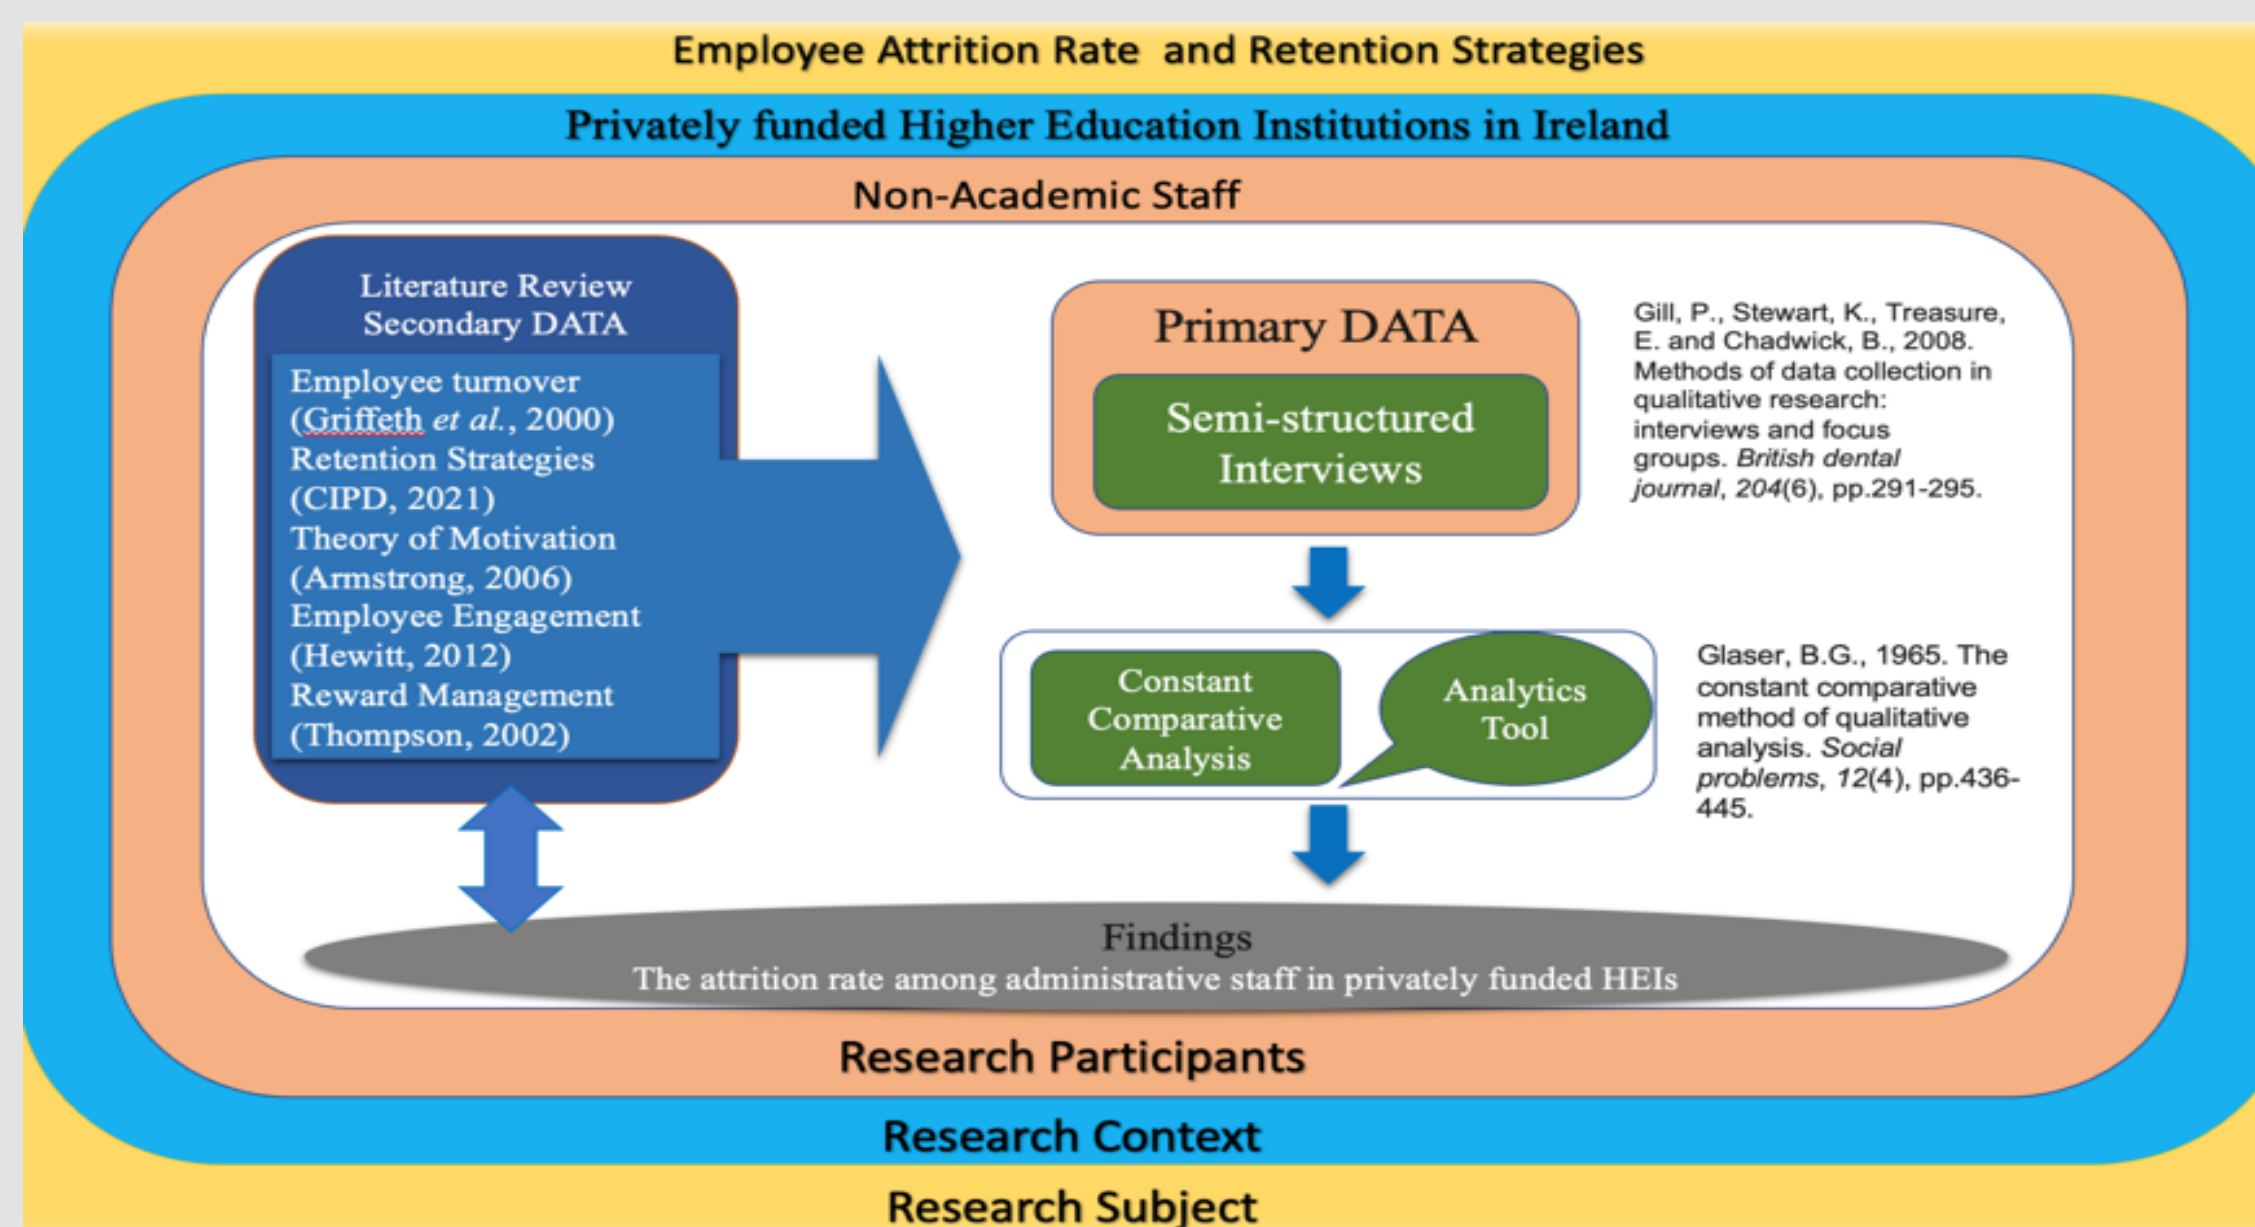 Employee Attrition Rate  and Retention Strategies
Privately funded Higher Education Institutions in Ireland
Non-Academic Staff
Literature Review
Secondary DATA
Employee turnover
(Griffeth et al., 2000)
Retention Strategies
(CIPD, 2021)
Theory of Motivation
(Armstrong, 2006)
Employee Engagement
(Hewitt, 2012)
Reward Management
(Thompson, 2002)
Primary DATA
Semi-structured
Interviews
Gill, P., Stewart, K., Treasure,
E. and Chadwick, B., 2008.
Methods of data collection in
qualitative research:
interviews and focus
groups. British dental
journal, 204(6), pp.291-295.
Constant
Comparative
Analysis
Analytics
Tool
Glaser, B.G., 1965. The
constant comparative
method of qualitative
analysis. Social
problems, 12(4), pp.436-
445.
Findings
The attrition rate among administrative staff in privately funded HEIs
Research Participants
Research Context
Research Subject